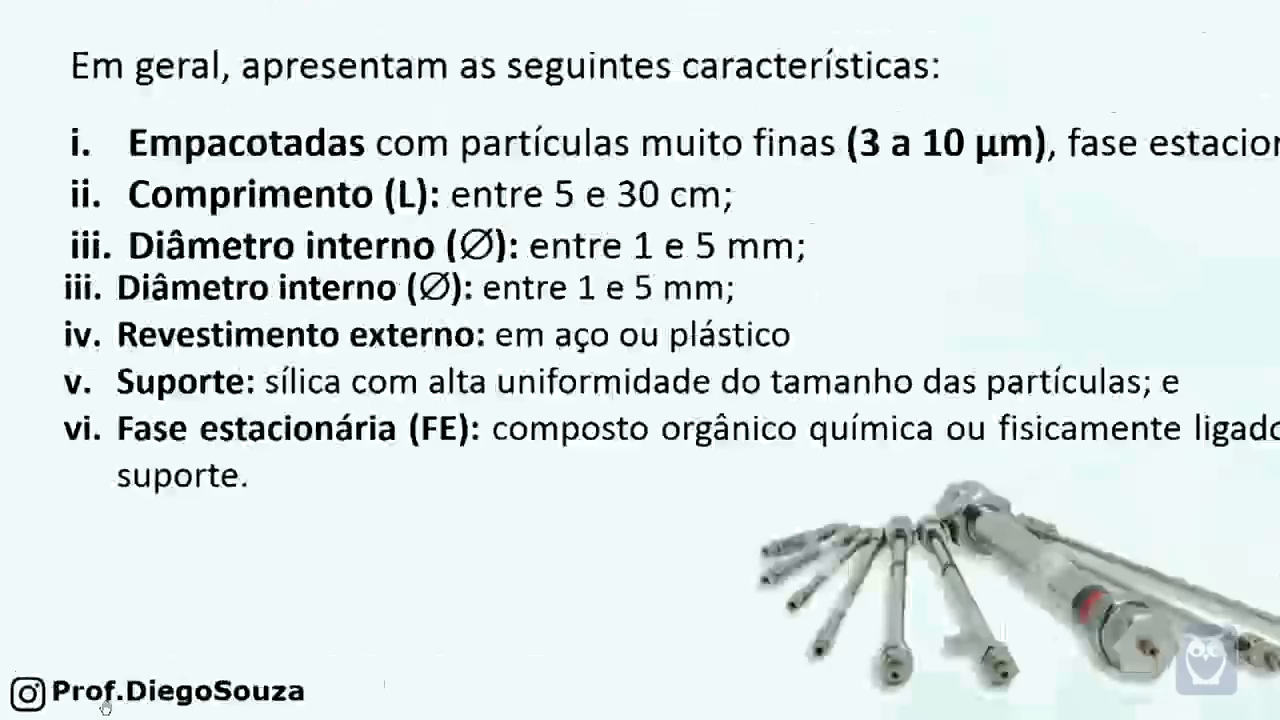 Em geral, apresentam as seguintes características:
i. Empacotadas com partículas muito finas (3 a 10 µm), fase
ii. Comprimento (L): entre 5 e 30 cm;
iii. Diâmetro interno (∅): entre 1 e 5 mm;
iii. Diâmetro interno (∅): entre 1 e 5 mm;
iv. Revestimento externo: em aço ou plástico
v. Suporte: sílica com alta uniformidade do tamanho das partículas; e
vi. Fase estacionária (FE): composto orgânico química ou fisicamente
suporte.
Prof.DiegoSouza